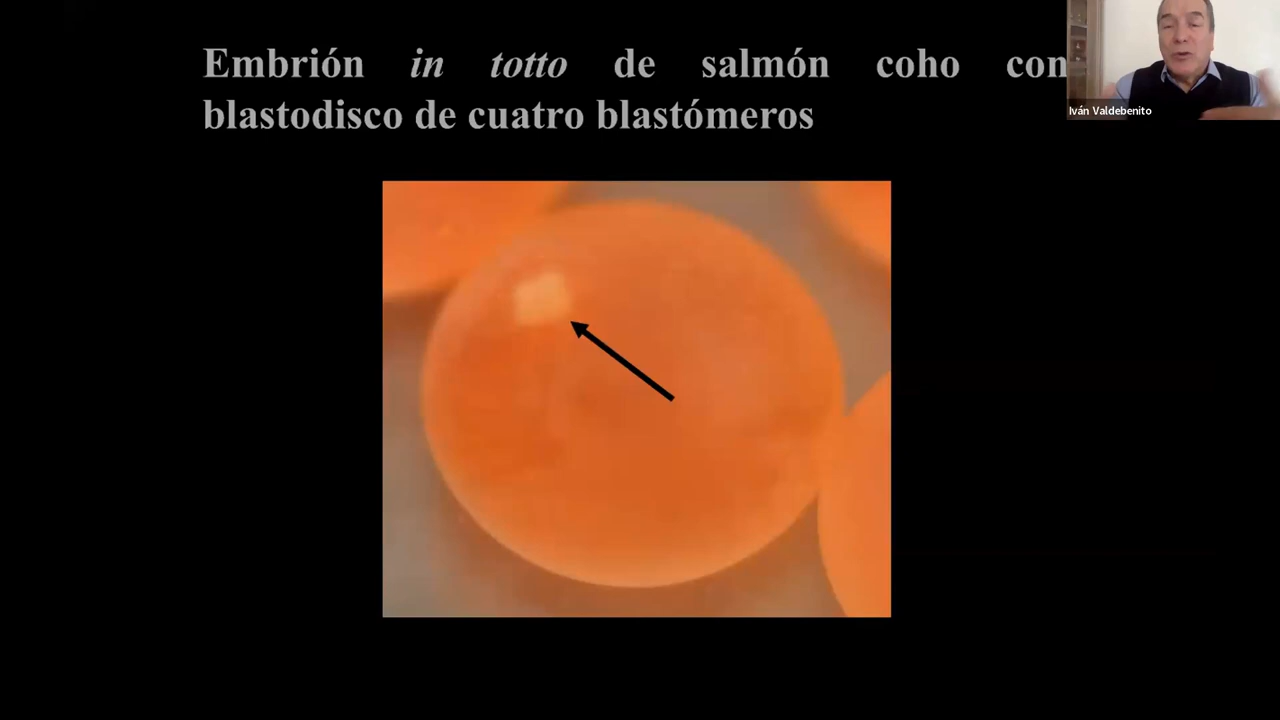 Embrión in totto de salmón coho con
blastodisco de cuatro blastómeros
Iván Valdebenito